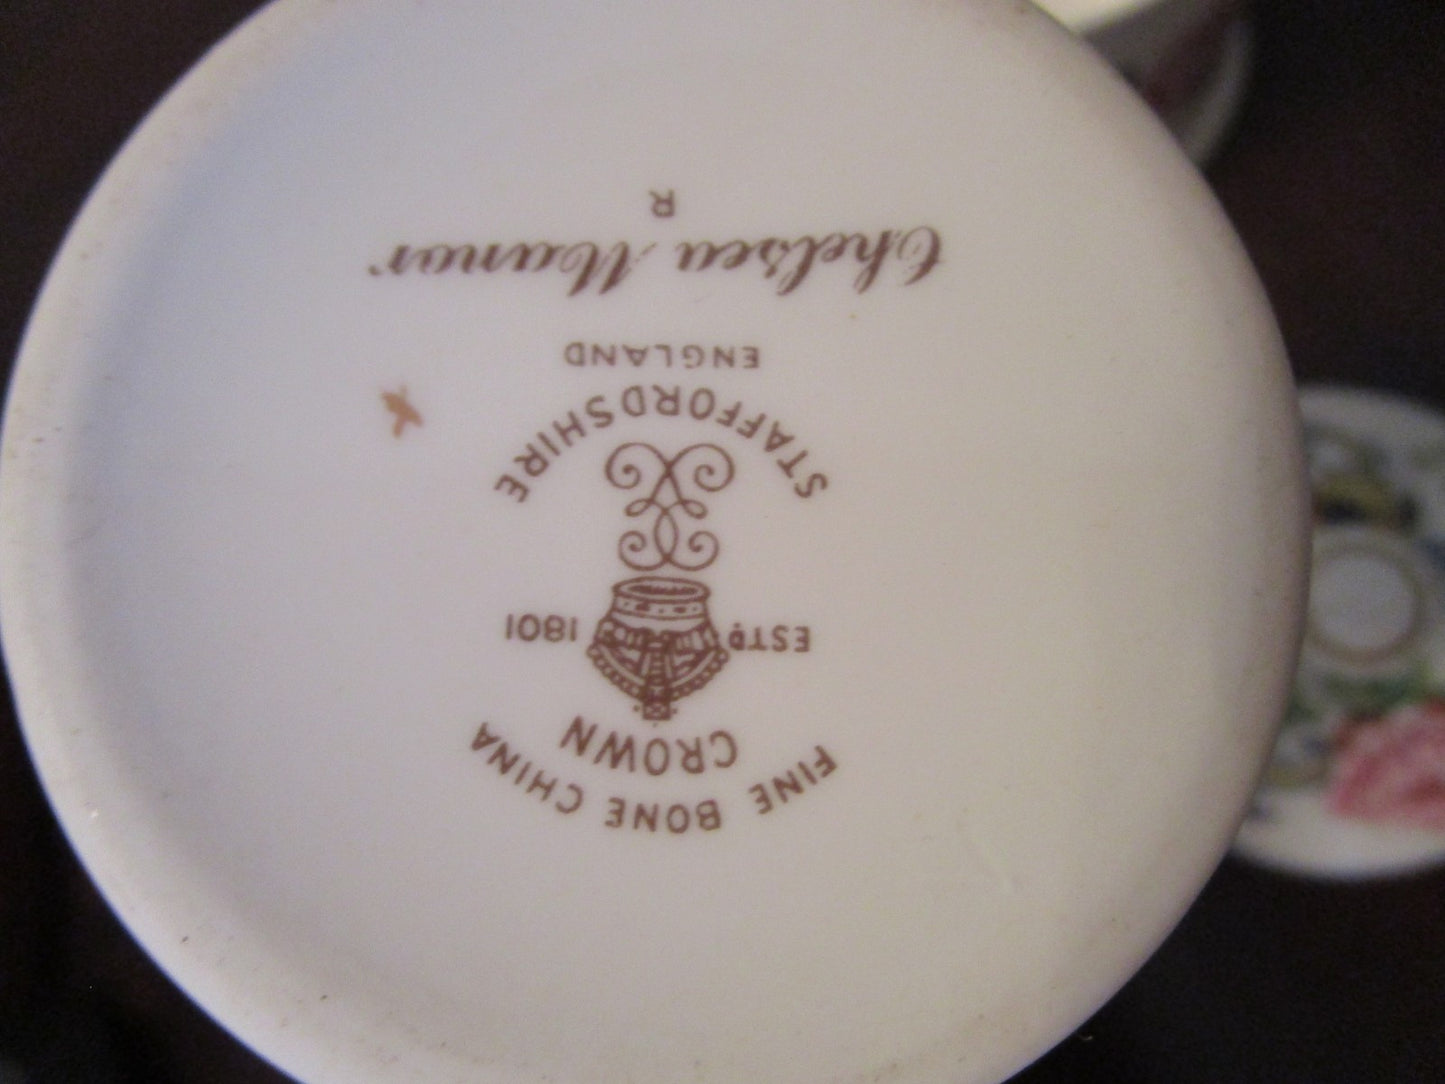 FINE BONE CHINA
CROWN
ESTD 1801
STAFFORDSHIRE
ENGLAND
Chelsea Manor
R